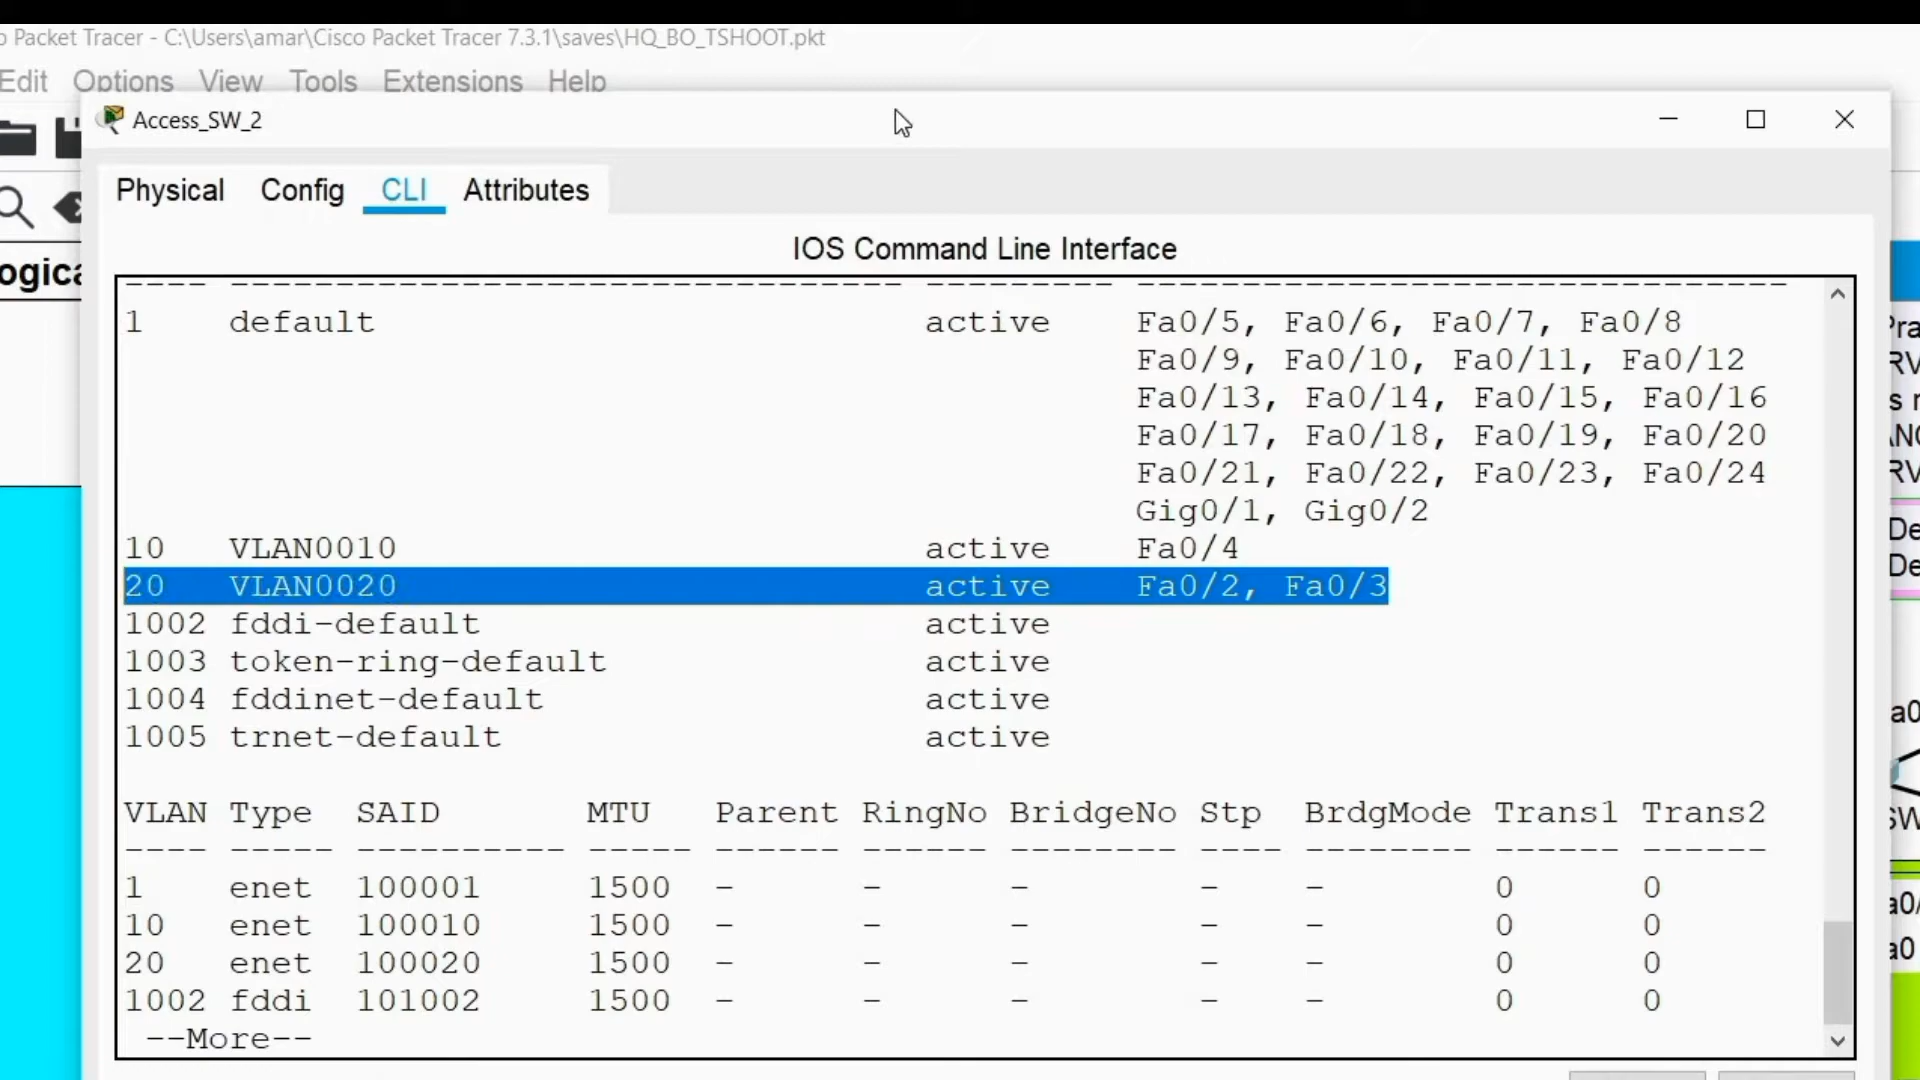 o Packet Tracer - C:\Users\amar\Cisco Packet Tracer 7.3.1\saves\HQ_BO_TSHOOT.pkt
Edit Options View Tools Extensions Help
Access_SW_2
Physical Config CLI Attributes
IOS Command Line Interface
---- -------------------------------- --------- -------------------------------
1 default active Fa0/5, Fa0/6, Fa0/7, Fa0/8
Fa0/9, Fa0/10, Fa0/11, Fa0/12
Fa0/13, Fa0/14, Fa0/15, Fa0/16
Fa0/17, Fa0/18, Fa0/19, Fa0/20
Fa0/21, Fa0/22, Fa0/23, Fa0/24
Gig0/1, Gig0/2
10 VLAN0010 active Fa0/4
20 VLAN0020 active Fa0/2, Fa0/3
1002 fddi-default active
1003 token-ring-default active
1004 fddinet-default active
1005 trnet-default active
VLAN Type SAID MTU Parent RingNo BridgeNo Stp BrdgMode Trans1 Trans2
---- ----- ---------- ----- ------ ------ -------- ---- -------- ------ ------
1 enet 100001 1500 - - - - - 0 0
10 enet 100010 1500 - - - - - 0 0
20 enet 100020 1500 - - - - - 0 0
1002 fddi 101002 1500 - - - - - 0 0
--More--
ogica
De
De